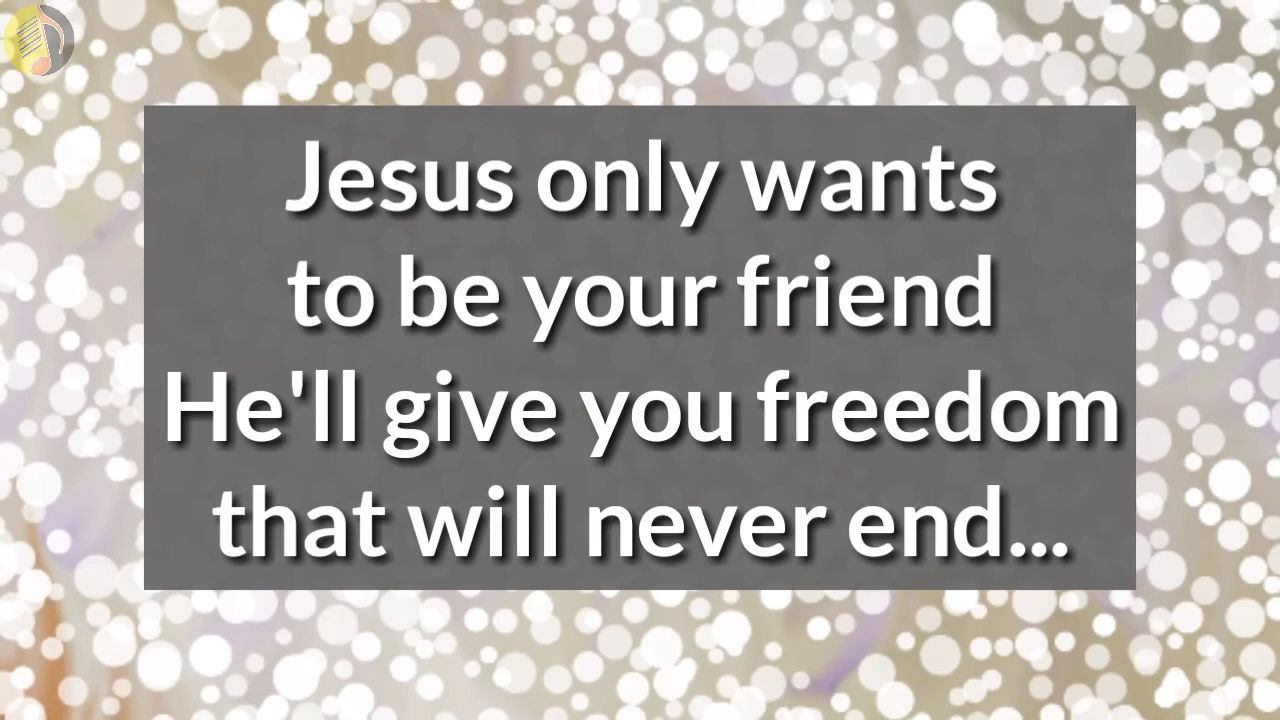 Jesus only wants
to be your friend
He'll give you freedom
that will never end...